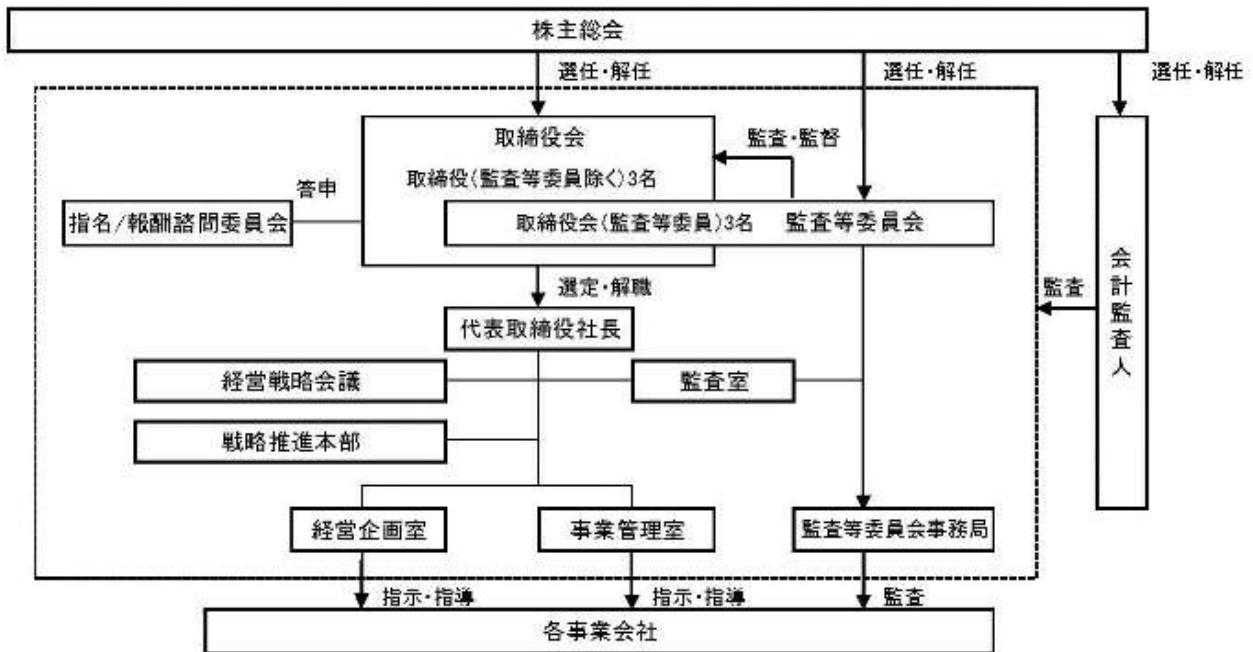 株主総会
選任・解任
選任・解任
選任・解任
取締役会
監査・監督
取締役(監査等委員除く)3名
答申
指名/報酬諮問委員会
取締役会(監査等委員)3名
監査等委員会
会計監査人
選定・解職
監査
代表取締役社長
経営戦略会議
監査室
戦略推進本部
経営企画室
事業管理室
監査等委員会事務局
指示・指導
指示・指導
監査
各事業会社